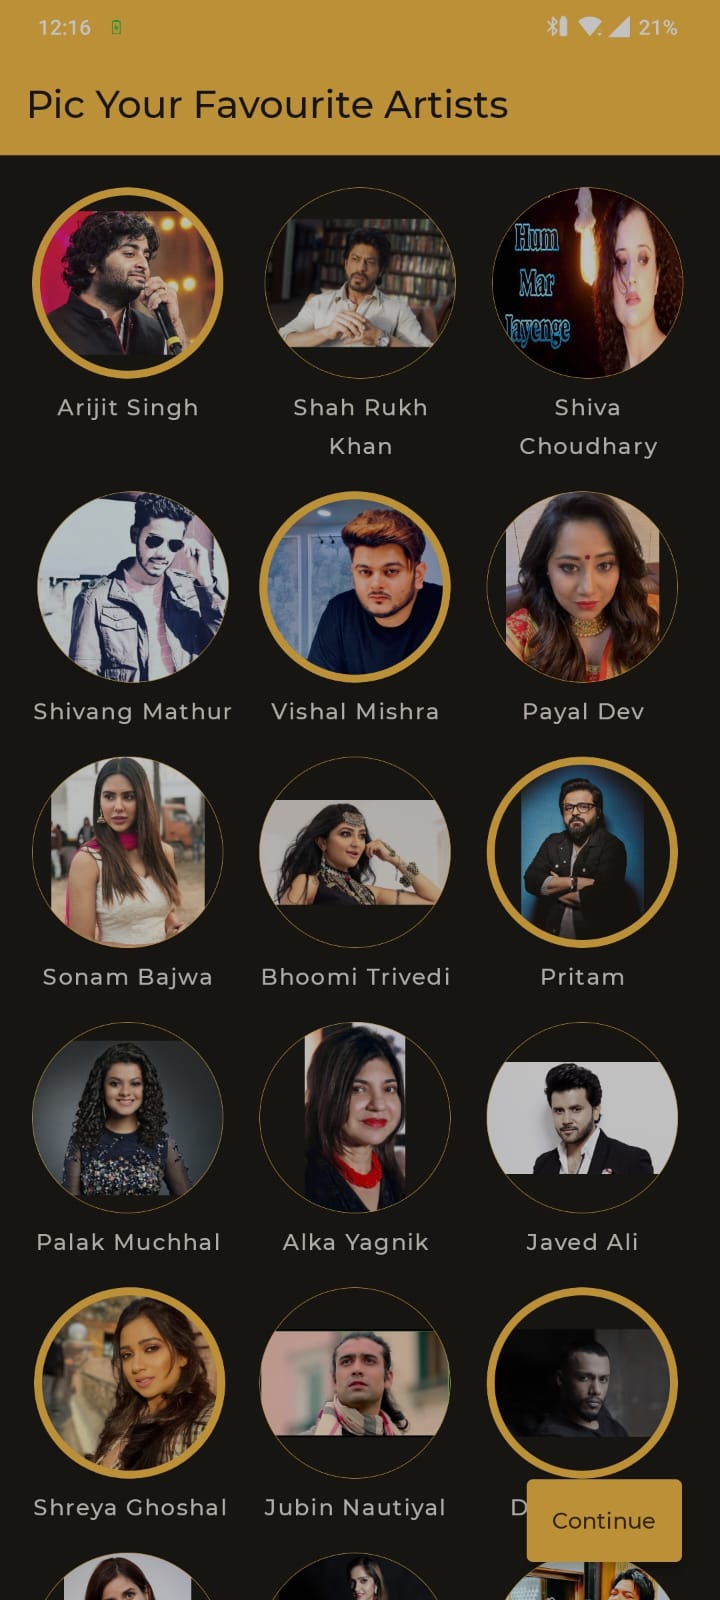 12:16 21%
Pic Your Favourite Artists
Hum
Mar
Jayenge
Arijit Singh
Shah Rukh
Khan
Shiva
Choudhary
Shivang Mathur
Vishal Mishra
Payal Dev
Sonam Bajwa
Bhoomi Trivedi
Pritam
Palak Muchhal
Alka Yagnik
Javed Ali
Shreya Ghoshal
Jubin Nautiyal
D
Continue